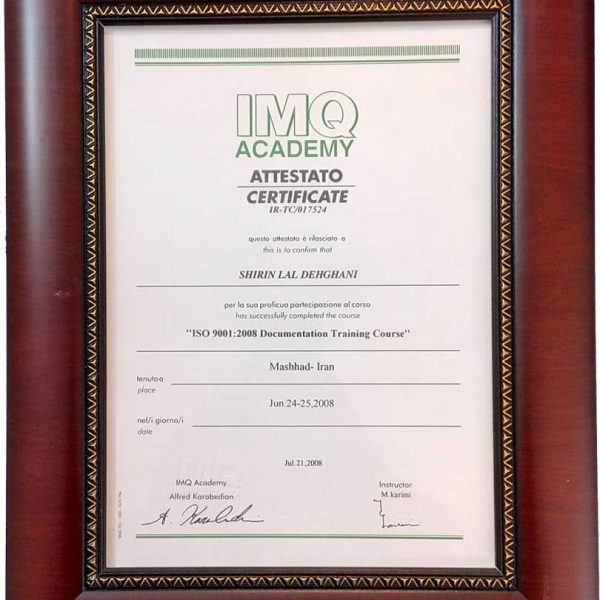 IMQ
ACADEMY
ATTESTATO
CERTIFICATE
IR-TC/017524
questo attestato è rilasciato a
this is to confirm that
SHIRIN LAL DEHGHANI
per la sua proficua partecipazione al corso
has successfully completed the course
"ISO 9001:2008 Documentation Training Course"
Mashhad- Iran
tenuto a
place
Jun.24-25,2008
nel/i giorno/i
date
Jul.21,2008
IMQ Academy
Alfred Karabedian
Instructor
M.karimi